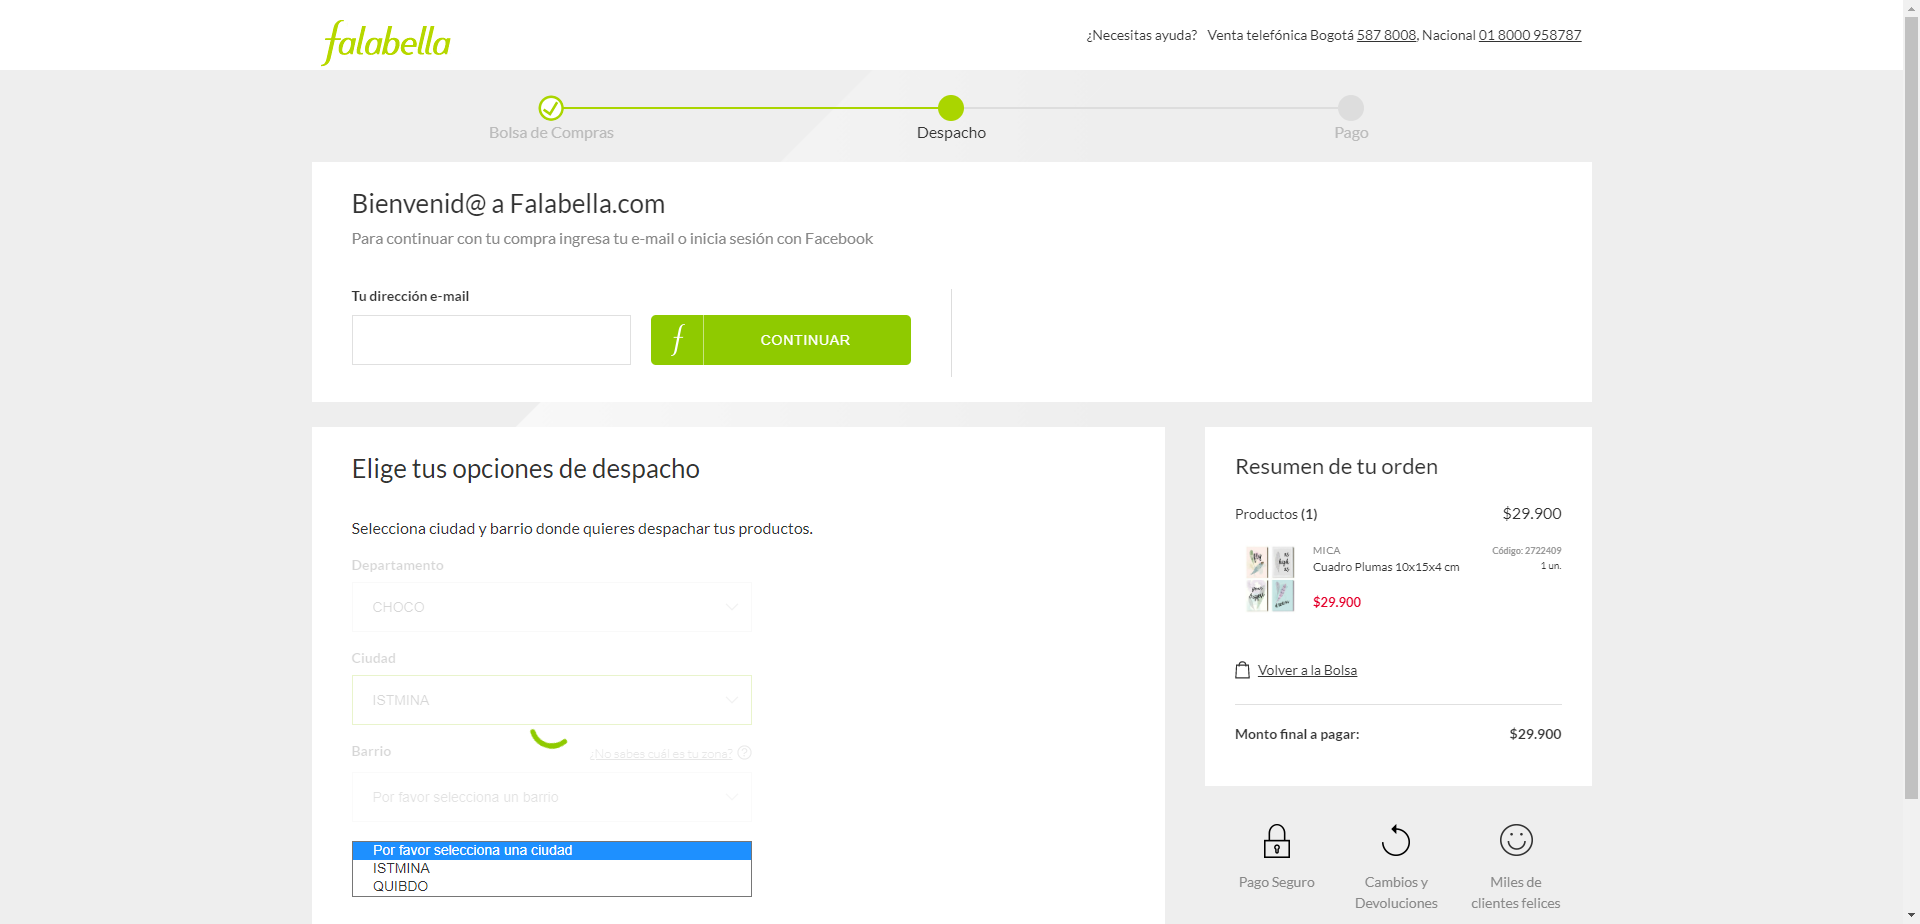 falabella
¿Necesitas ayuda? Venta telefónica Bogotá 587 8008, Nacional 01 8000 958787
Bolsa de Compras
Despacho
Pago
Bienvenid@ a Falabella.com
Para continuar con tu compra ingresa tu e-mail o inicia sesión con Facebook
Tu dirección e-mail
f CONTINUAR
Elige tus opciones de despacho
Selecciona ciudad y barrio donde quieres despachar tus productos.
Departamento
CHOCO
Ciudad
ISTMINA
Barrio
¿No sabes cuál es tu zona? ?
Por favor selecciona un barrio
Por favor selecciona una ciudad
ISTMINA
QUIBDO
Resumen de tu orden
Productos (1) $29.900
MICA Código: 2722409
Cuadro Plumas 10x15x4 cm 1 un.
$29.900
Volver a la Bolsa
Monto final a pagar: $29.900
Pago Seguro
Cambios y
Devoluciones
Miles de
clientes felices